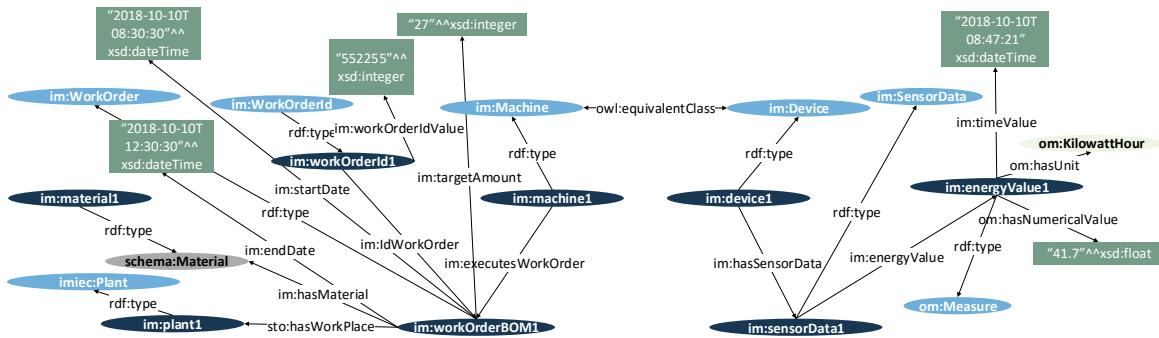 “2018-10-10T
08:30:30”^^
xsd:dateTime
“27”^^xsd:integer
“2018-10-10T
08:47:21”
xsd:dateTime
“552255”^^
xsd:integer
im:WorkOrder
im:WorkOrderId
im:Machine
owl:equivalentClass
im:Device
im:SensorData
rdf:type
im:workOrderIdValue
im:timeValue
“2018-10-10T
12:30:30”^^
xsd:dateTime
im:workOrderId1
rdf:type
rdf:type
om:KilowattHour
om:hasUnit
im:targetAmount
im:startDate
im:energyValue1
im:material1
im:machine1
im:device1
rdf:type
rdf:type
om:hasNumericalValue
rdf:type
im:IdWorkOrder
im:endDate
rdf:type
“41.7”^^xsd:float
schema:Material
im:executesWorkOrder
im:hasSensorData
im:energyValue
imiec:Plant
im:hasMaterial
rdf:type
om:Measure
im:plant1
sto:hasWorkPlace
im:workOrderBOM1
im:sensorData1